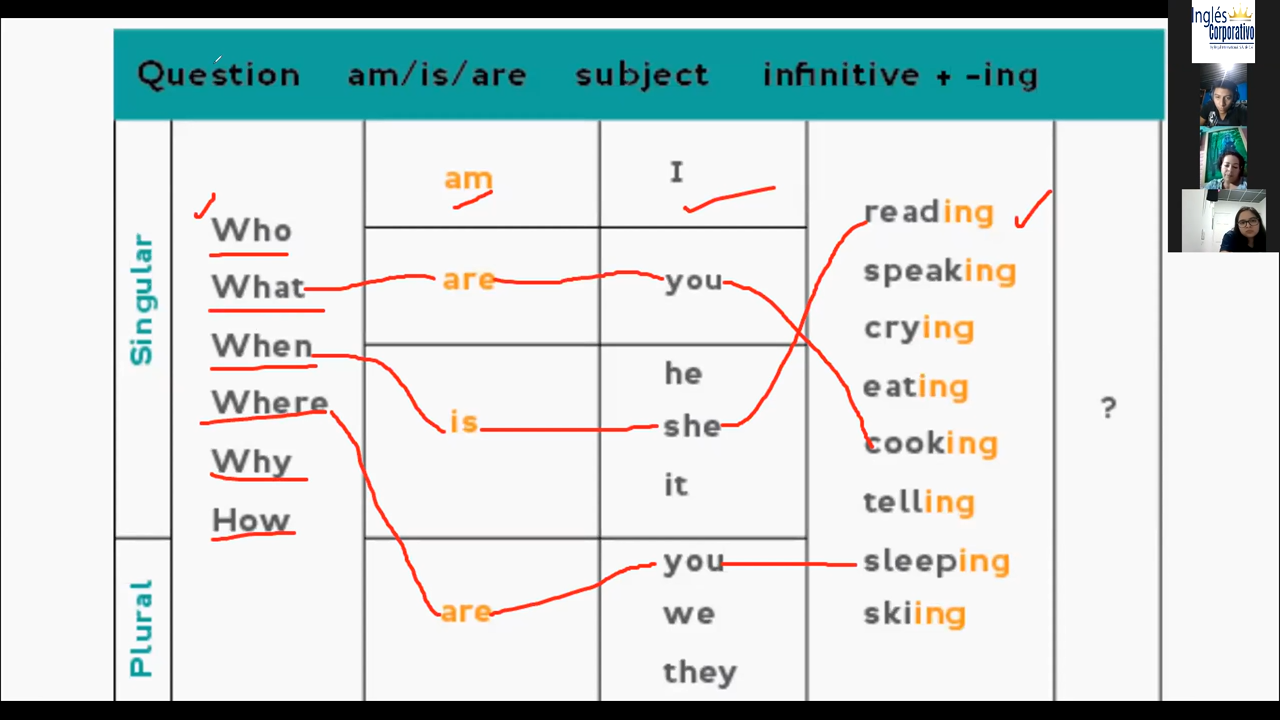 Question am/is/are subject infinitive + -ing
Singular
Who
What
When
Where
Why
How
am
are
is
I
you
he
she
it
reading
speaking
crying
eating
cooking
telling
sleeping
skiing
?
Plural
are
you
we
they
Inglés
Corporativo